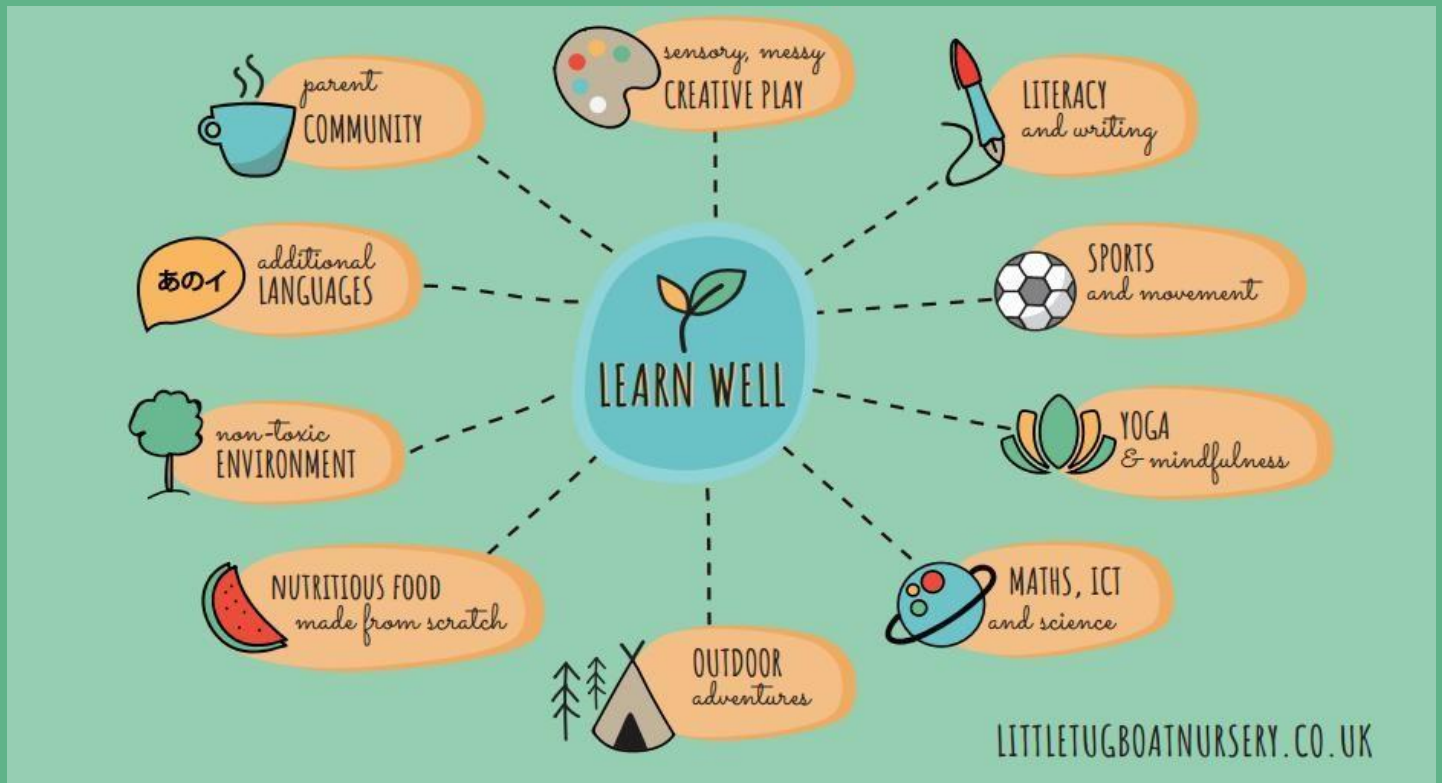 parent
COMMUNITY
sensory, messy
CREATIVE PLAY
LITERACY
and writing
additional
LANGUAGES
あのイ
SPORTS
and movement
LEARN WELL
non-toxic
ENVIRONMENT
YOGA
& mindfulness
NUTRITIOUS FOOD
made from scratch
MATHS, ICT
and science
OUTDOOR
adventures
LITTLETUGBOATNURSERY.CO.UK